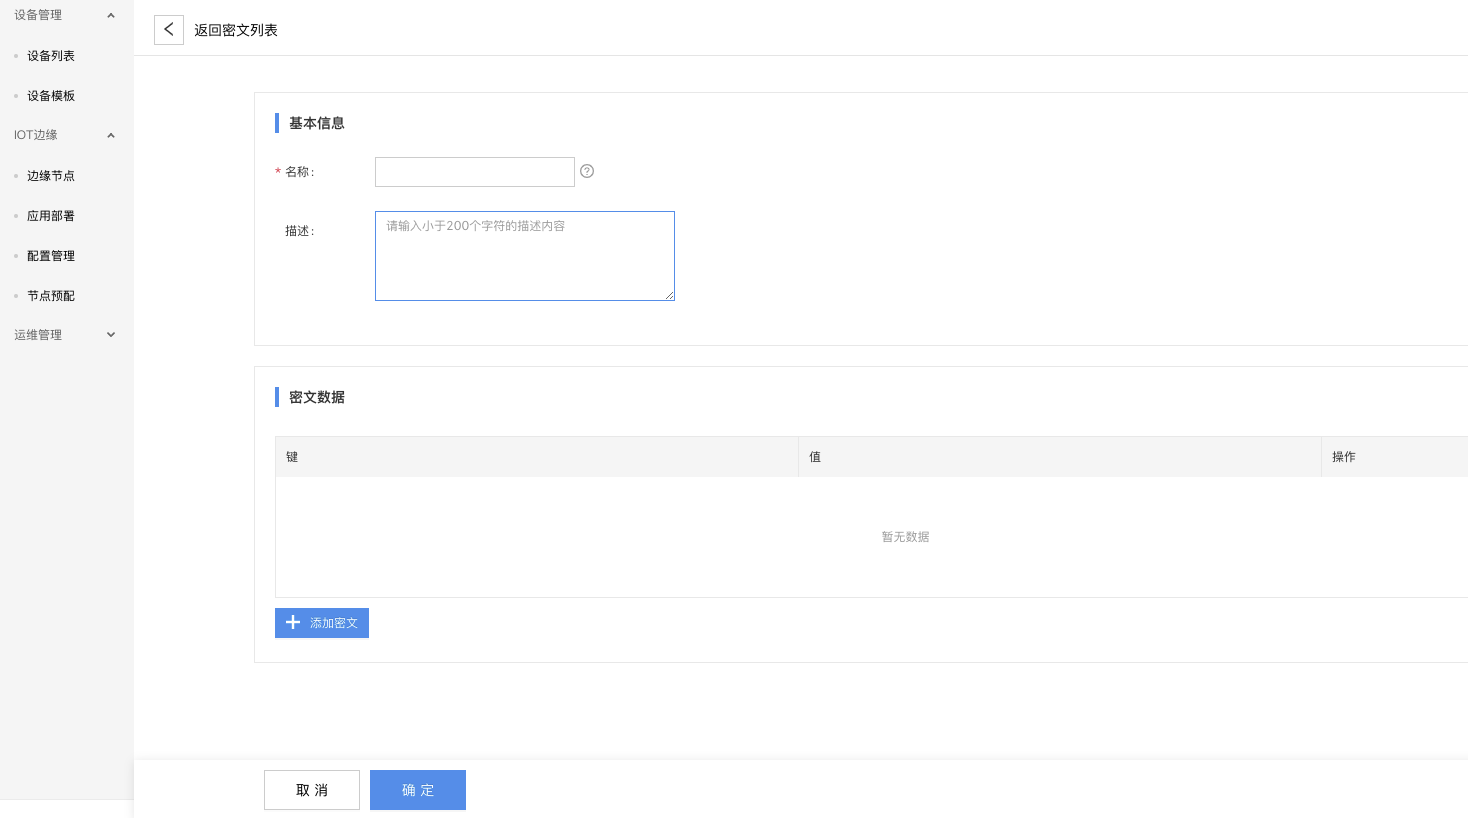 设备管理
设备列表
设备模板
IOT边缘
边缘节点
应用部署
配置管理
节点预配
运维管理
返回密文列表
基本信息
* 名称:
描述:
请输入小于200个字符的描述内容
密文数据
键 值 操作
暂无数据
添加密文
取消 确定